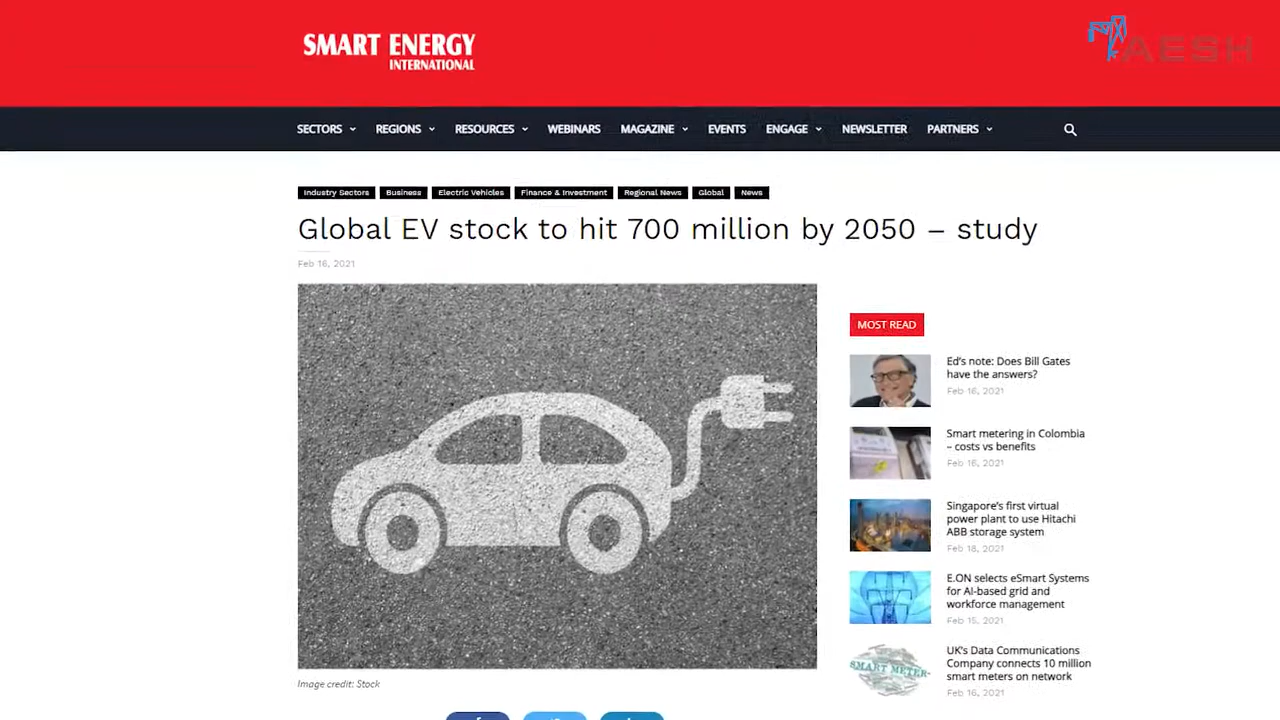 SMART ENERGY
INTERNATIONAL
AESH
SECTORS REGIONS RESOURCES WEBINARS MAGAZINE EVENTS ENGAGE NEWSLETTER PARTNERS
Industry Sectors Business Electric Vehicles Finance & Investment Regional News Global News
Global EV stock to hit 700 million by 2050 – study
Feb 16, 2021
MOST READ
Ed's note: Does Bill Gates
have the answers?
Feb 16, 2021
Smart metering in Colombia
– costs vs benefits
Feb 16, 2021
Singapore's first virtual
power plant to use Hitachi
ABB storage system
Feb 18, 2021
E.ON selects eSmart Systems
for AI-based grid and
workforce management
Feb 15, 2021
SMART METER
UK's Data Communications
Company connects 10 million
smart meters on network
Feb 16, 2021
Image credit: Stock